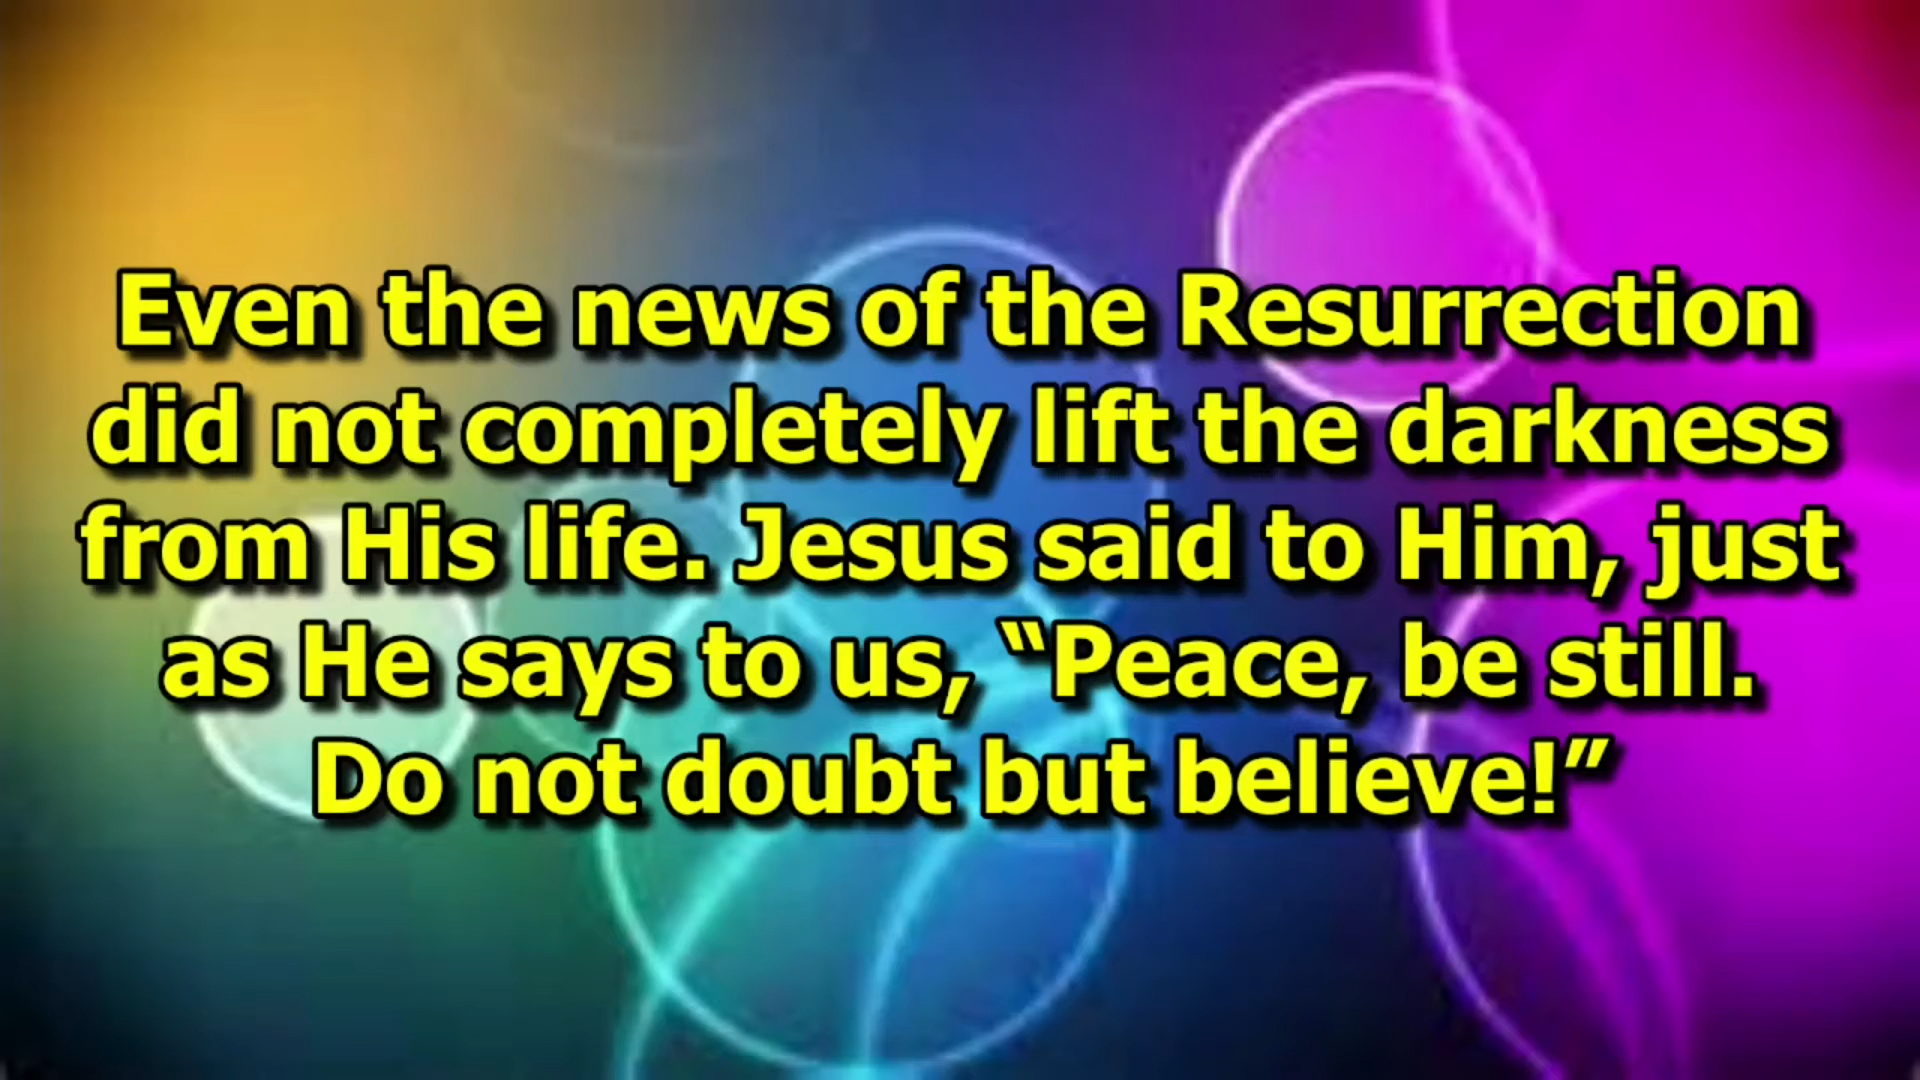 Even the news of the Resurrection
did not completely lift the darkness
from His life. Jesus said to Him, just
as He says to us, “Peace, be still.
Do not doubt but believe!”